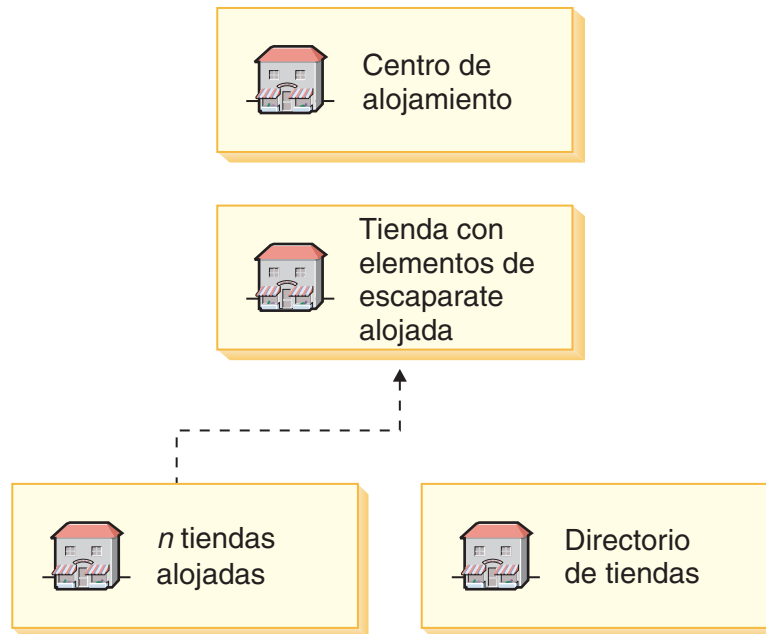 Centro de
alojamiento
Tienda con
elementos de
escaparate
alojada
n tiendas
alojadas
Directorio
de tiendas